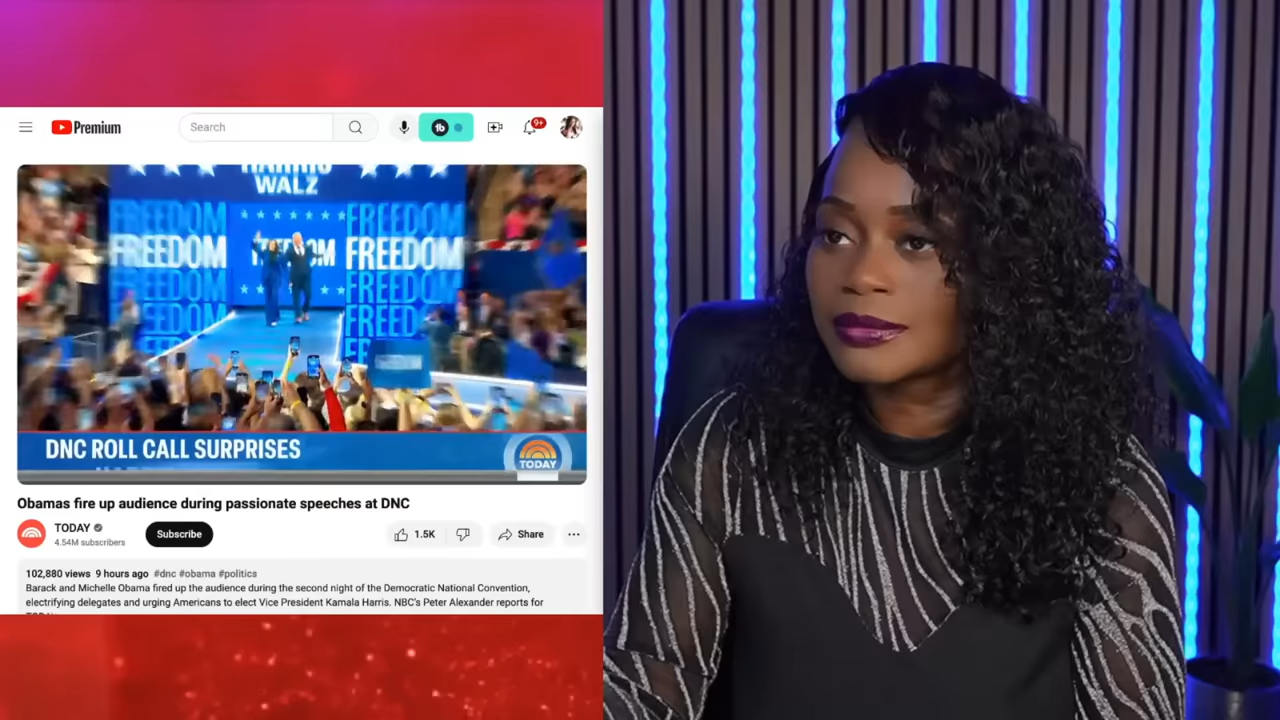 Premium
Search
9+
HARRIS
WALZ
FREEDOM FREEDOM
FREEDOM FREEDOM FREEDOM
FREEDOM FREEDOM
FREEDOM
DNC ROLL CALL SURPRISES
TODAY
Obamas fire up audience during passionate speeches at DNC
TODAY
4.54M subscribers
Subscribe
1.5K
Share
102,880 views 9 hours ago #dnc #obama #politics
Barack and Michelle Obama fired up the audience during the second night of the Democratic National Convention,
electrifying delegates and urging Americans to elect Vice President Kamala Harris. NBC's Peter Alexander reports for